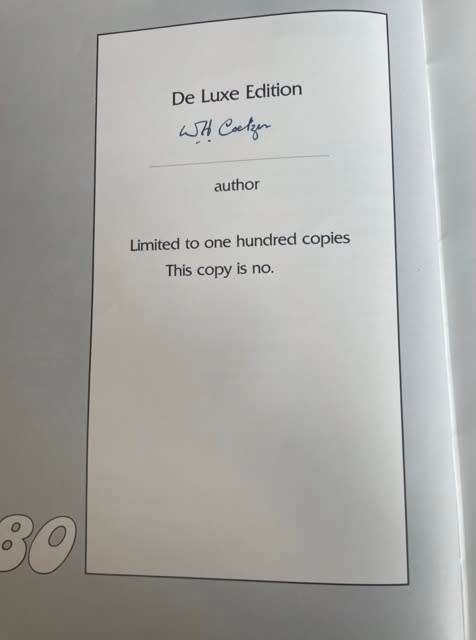 De Luxe Edition
W.H. Coetzer
author
Limited to one hundred copies
This copy is no.
80